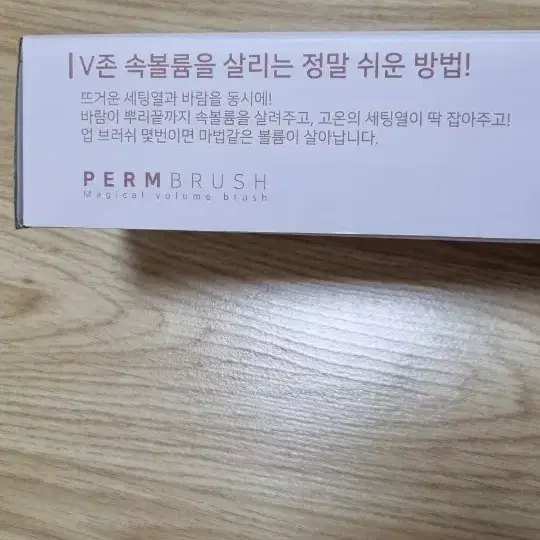 V존 속볼륨을 살리는 정말 쉬운 방법!
뜨거운 세팅열과 바람을 동시에!
바람이 뿌리끝까지 속볼륨을 살려주고, 고온의 세팅열이 딱 잡아주고!
업 브러쉬 몇번이면 마법같은 볼륨이 살아납니다.
PERMBRUSH
Magical volume brush